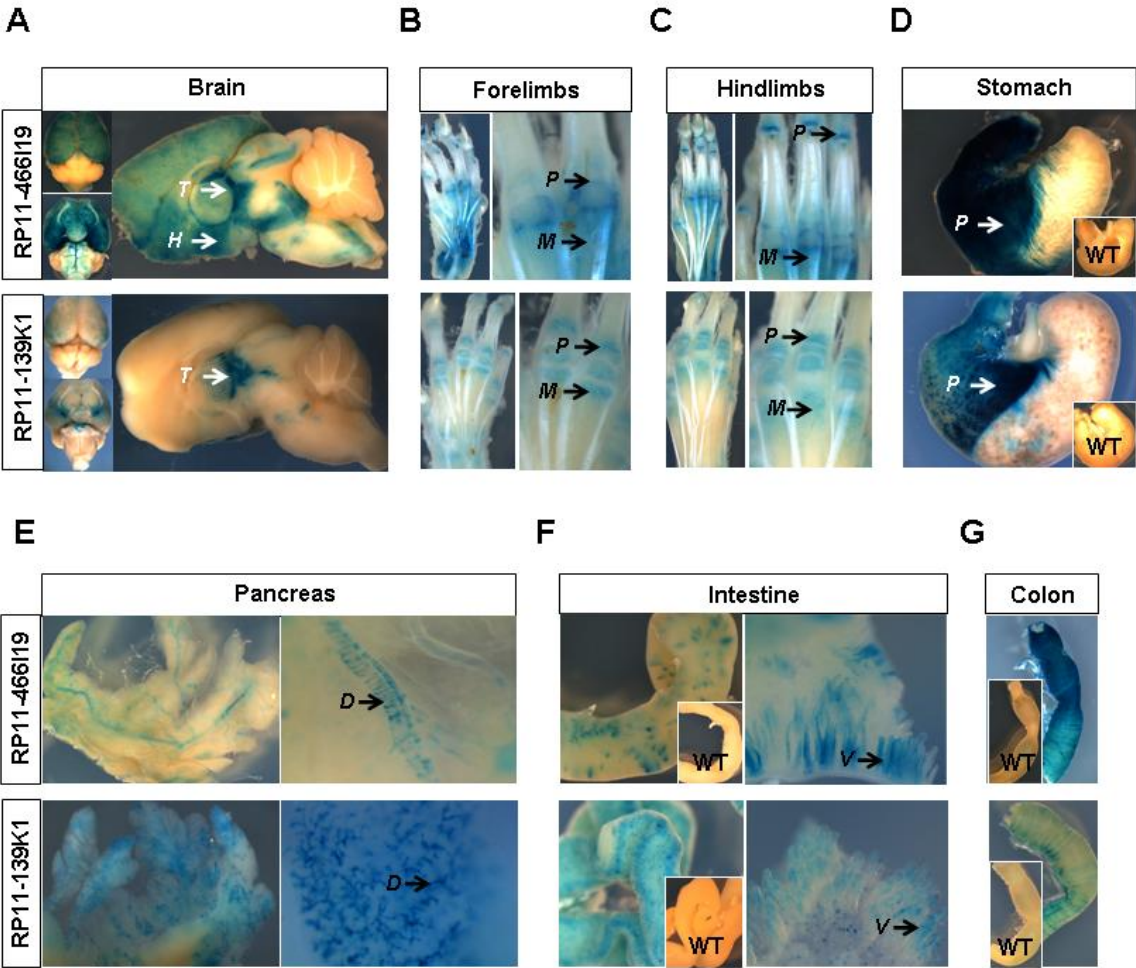 A
B
C
D
Brain
Forelimbs
Hindlimbs
Stomach
RP11-466I19
T
H
P
M
P
M
P
WT
RP11-139K1
T
P
M
P
M
P
WT
E
F
G
Pancreas
Intestine
Colon
RP11-466I19
D
WT
V
WT
RP11-139K1
D
WT
V
WT